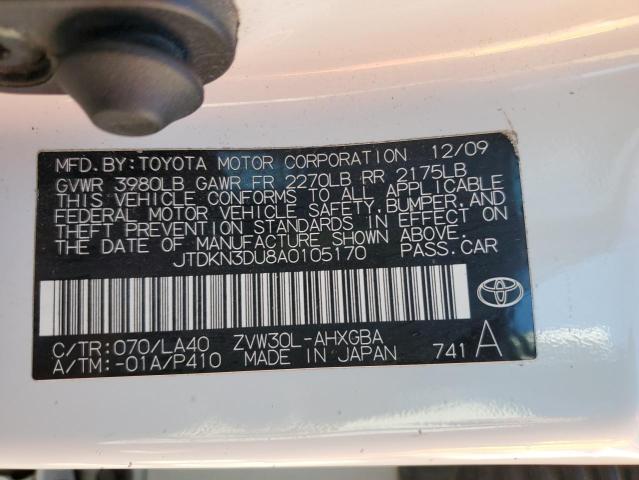 MFD.BY:TOYOTA MOTOR CORPORATION 12/09
GVWR 3980LB GAWR FR 2270LB RR 2175LB
THIS VEHICLE CONFORMS TO ALL APPLICABLE
FEDERAL MOTOR VEHICLE SAFETY, BUMPER, AND
THEFT PREVENTION STANDARDS IN EFFECT ON
THE DATE OF MANUFACTURE SHOWN ABOVE.
JTDKN3DU8A0105170 PASS.CAR
C/TR:070/LA40 ZVW30L-AHXGBA
A/TM:-01A/P410 MADE IN JAPAN 741 A